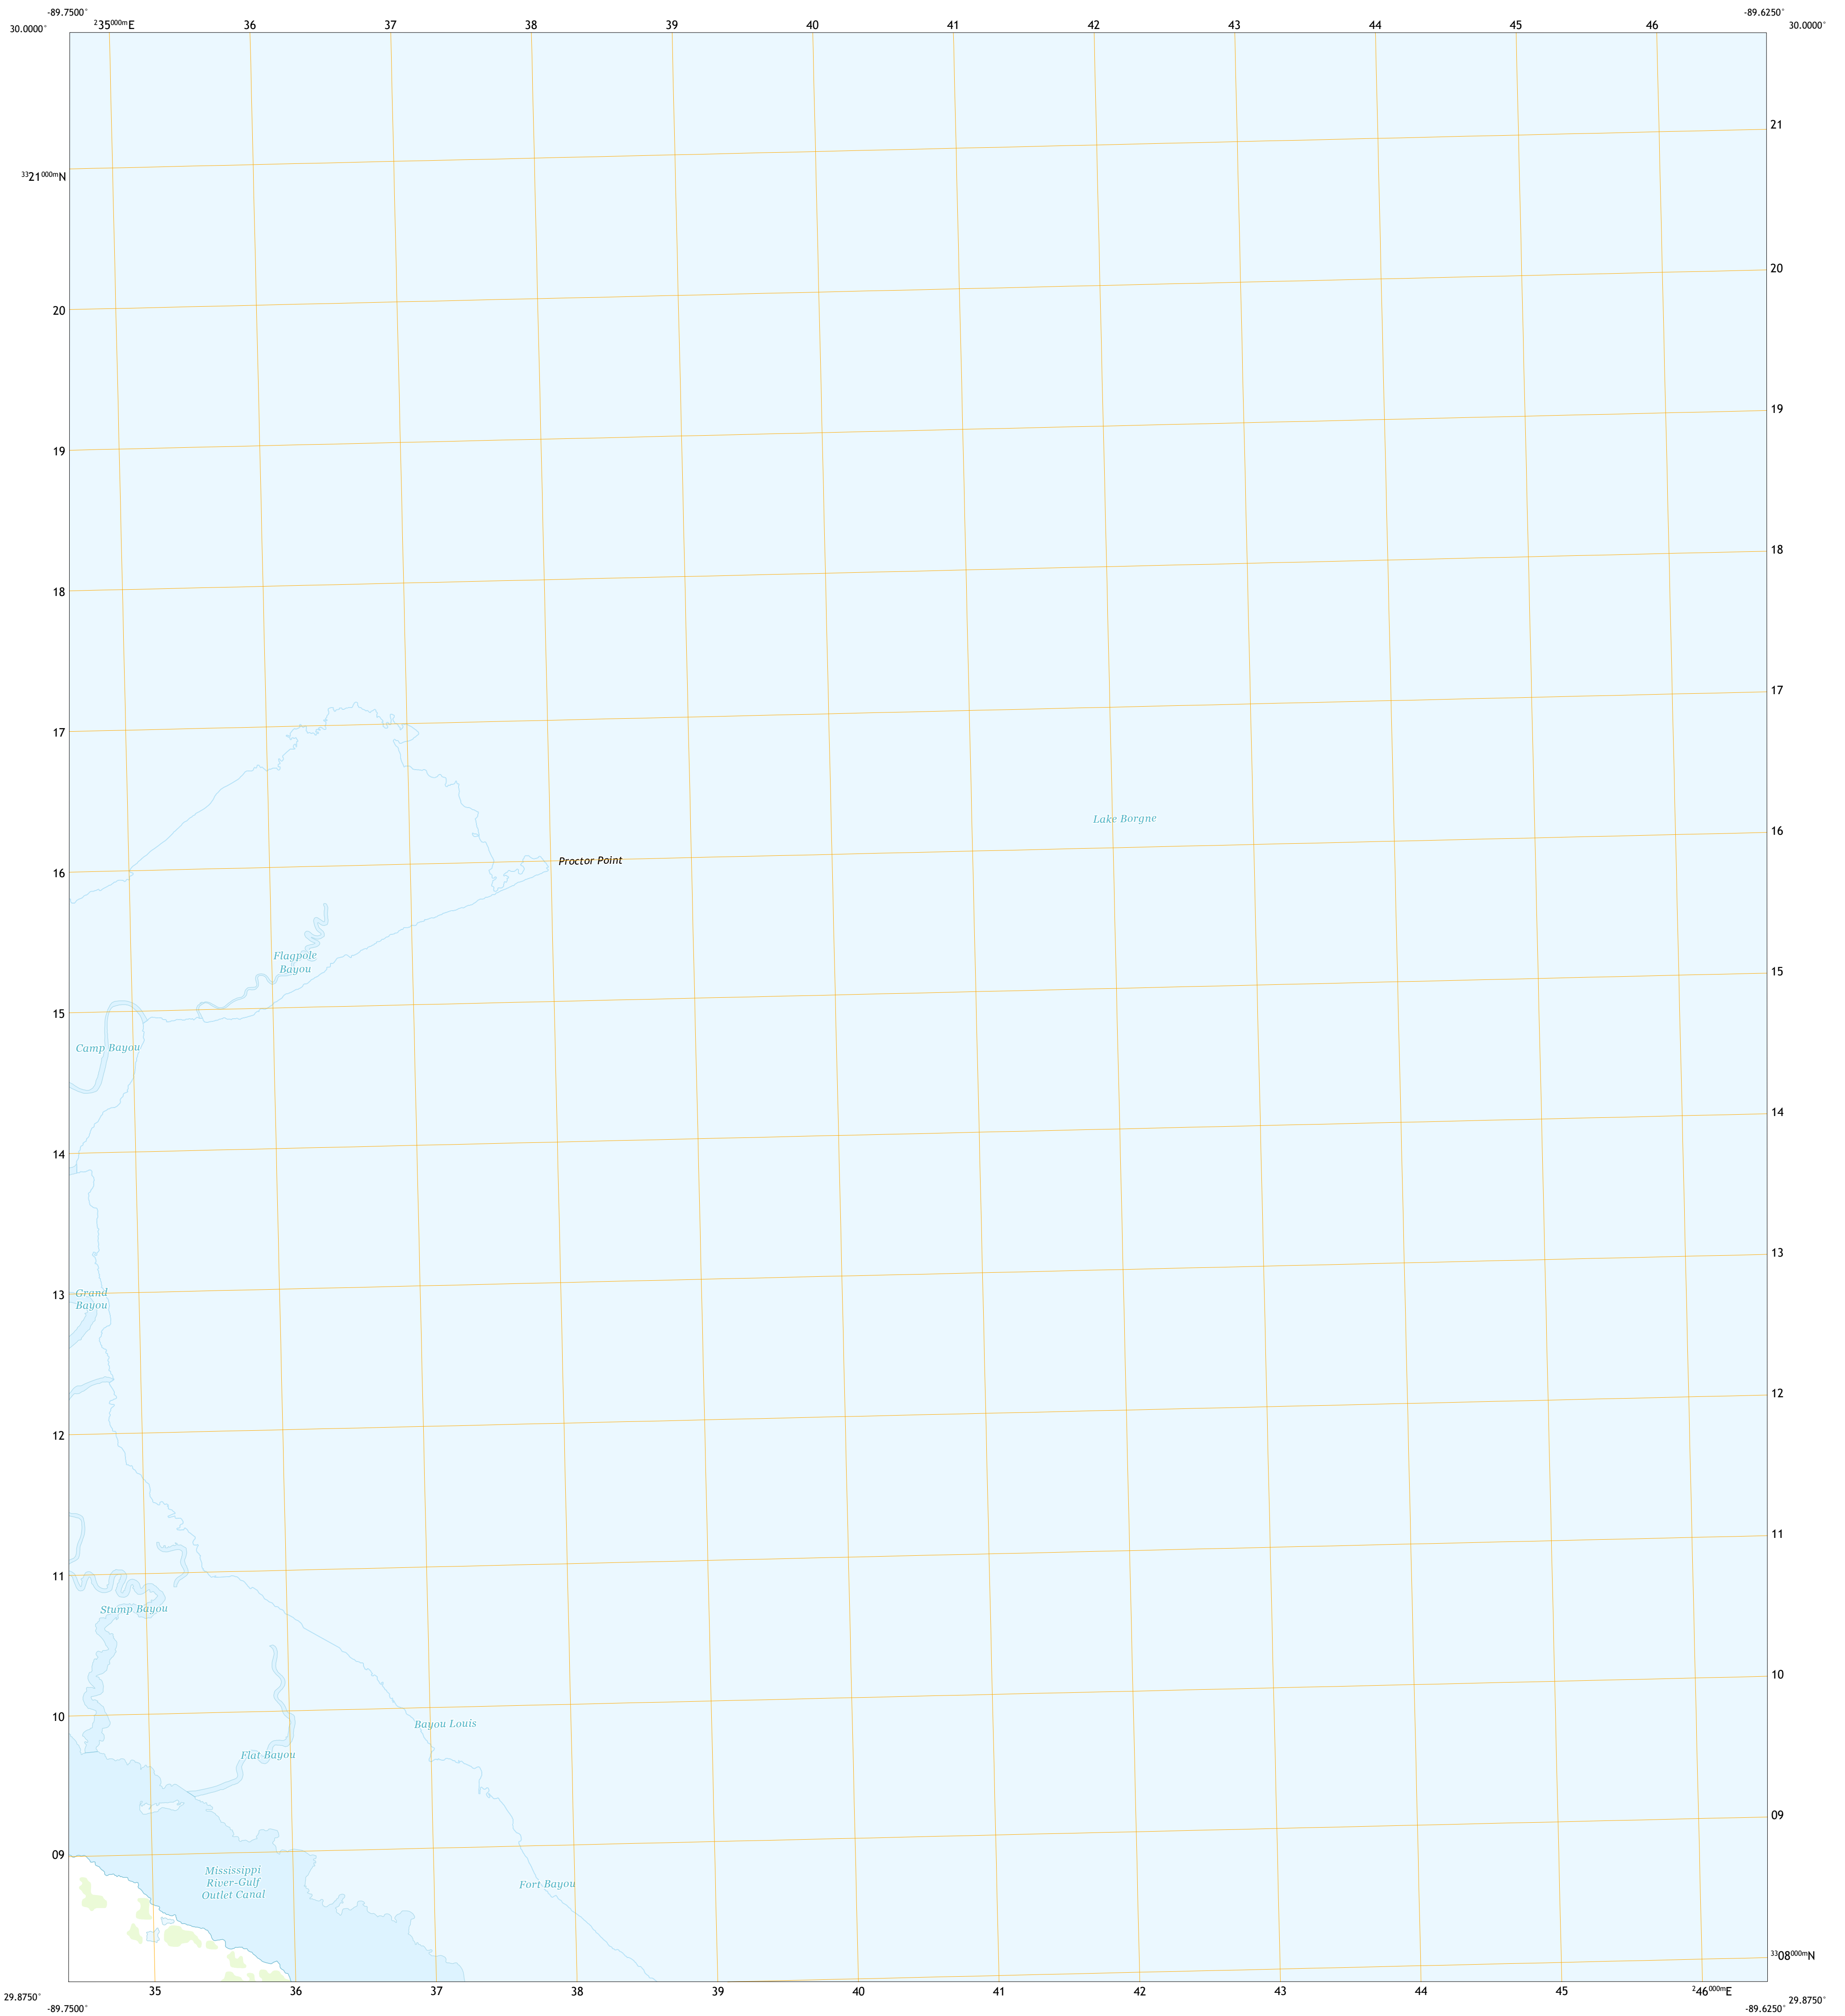 -89.7500° -89.6250°
30.0000° ²35⁰⁰⁰ᵐE 36 37 38 39 40 41 42 43 44 45 46 30.0000°
21
³³21⁰⁰⁰ᵐN
20
20
19
19
18
18
17
17
Lake Borgne
16
Proctor Point
16
Flagpole
Bayou
15
15
Camp Bayou
14
14
13
Grand
Bayou
13
12
12
11
11
Stump Bayou
10
10
Bayou Louis
Flat Bayou
09
09
Mississippi
River-Gulf
Outlet Canal
Fort Bayou
³³08⁰⁰⁰ᵐN
29.8750° 35 36 37 38 39 40 41 42 43 44 45 ²46⁰⁰⁰ᵐE 29.8750°
-89.7500° -89.6250°